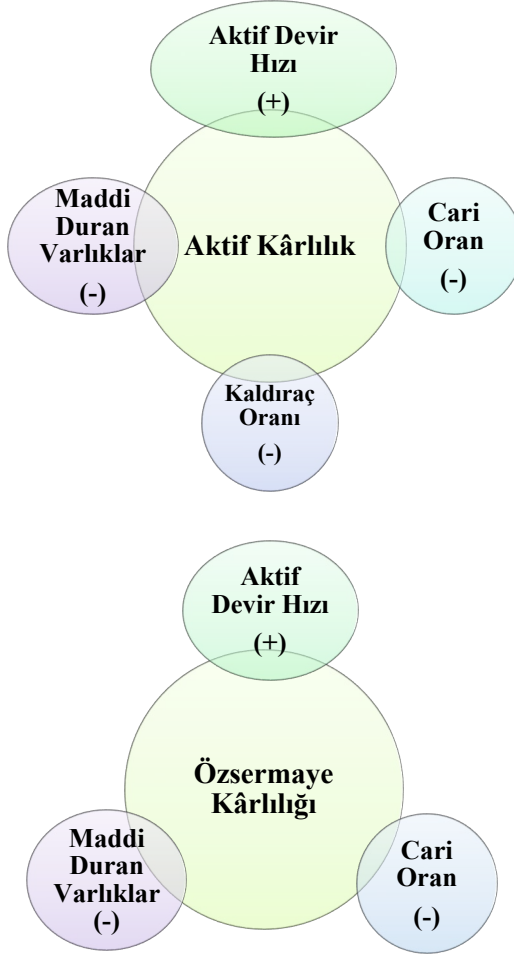 Aktif Devir
Hızı
(+)
Maddi
Duran
Varlıklar
(-)
Aktif Kârlılık
Cari
Oran
(-)
Kaldıraç
Oranı
(-)
Aktif
Devir Hızı
(+)
Özsermaye
Kârlılığı
Maddi
Duran
Varlıklar
(-)
Cari
Oran
(-)